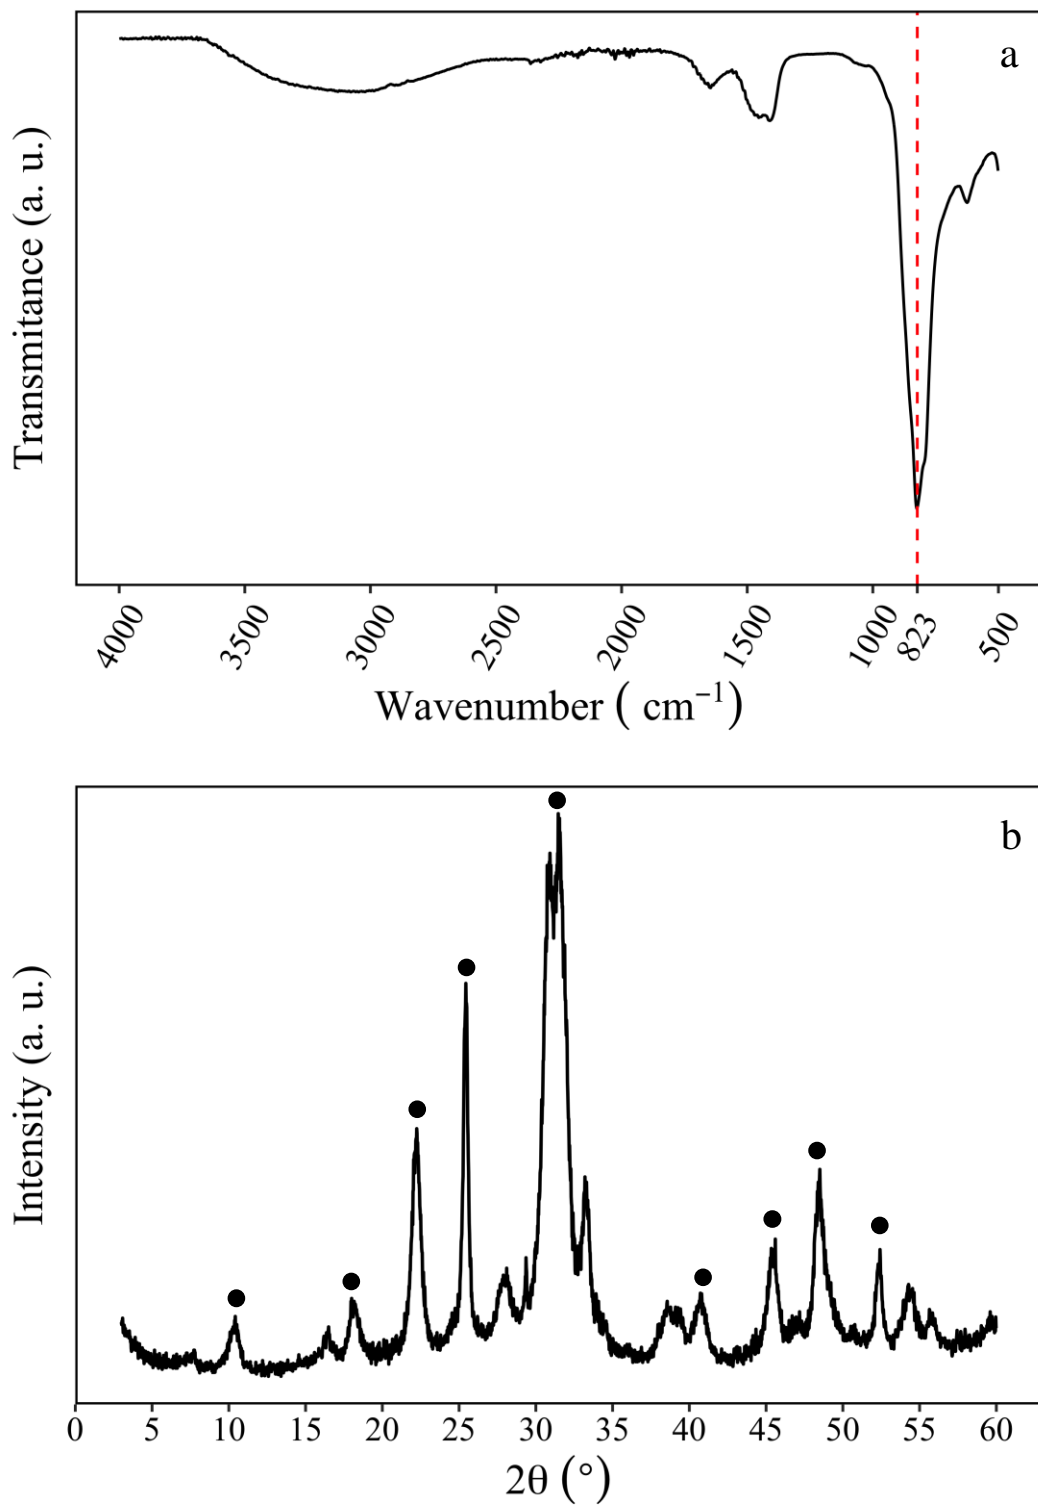 a
Transmitance (a. u.)
4000 3500 3000 2500 2000 1500 1000 823 500
Wavenumber ( cm⁻¹)
b
Intensity (a. u.)
0 5 10 15 20 25 30 35 40 45 50 55 60
2θ (°)